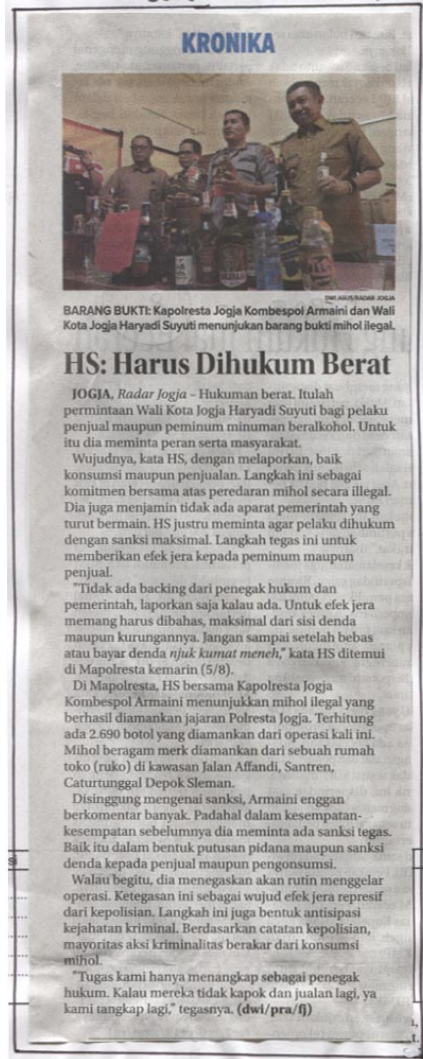 KRONIKA
DWI AGUS/RADAR JOGJA
BARANG BUKTI: Kapolresta Jogja Kombespol Armaini dan Wali
Kota Jogja Haryadi Suyuti menunjukan barang bukti mihol ilegal.
HS: Harus Dihukum Berat
JOGJA, Radar Jogja – Hukuman berat. Itulah
permintaan Wali Kota Jogja Haryadi Suyuti bagi pelaku
penjual maupun peminum minuman beralkohol. Untuk
itu dia meminta peran serta masyarakat.
Wujudnya, kata HS, dengan melaporkan, baik
konsumsi maupun penjualan. Langkah ini sebagai
komitmen bersama atas peredaran mihol secara illegal.
Dia juga menjamin tidak ada aparat pemerintah yang
turut bermain. HS justru meminta agar pelaku dihukum
dengan sanksi maksimal. Langkah tegas ini untuk
memberikan efek jera kepada peminum maupun
penjual.
"Tidak ada backing dari penegak hukum dan
pemerintah, laporkan saja kalau ada. Untuk efek jera
memang harus dibahas, maksimal dari sisi denda
maupun kurungannya. Jangan sampai setelah bebas
atau bayar denda njuk kumat meneh," kata HS ditemui
di Mapolresta kemarin (5/8).
Di Mapolresta, HS bersama Kapolresta Jogja
Kombespol Armaini menunjukkan mihol ilegal yang
berhasil diamankan jajaran Polresta Jogja. Terhitung
ada 2.690 botol yang diamankan dari operasi kali ini.
Mihol beragam merk diamankan dari sebuah rumah
toko (ruko) di kawasan Jalan Affandi, Santren,
Caturtunggal Depok Sleman.
Disinggung mengenai sanksi, Armaini enggan
berkomentar banyak. Padahal dalam kesempatan-
kesempatan sebelumnya dia meminta ada sanksi tegas.
Baik itu dalam bentuk putusan pidana maupun sanksi
denda kepada penjual maupun pengonsumsi.
Walau begitu, dia menegaskan akan rutin menggelar
operasi. Ketegasan ini sebagai wujud efek jera represif
dari kepolisian. Langkah ini juga bentuk antisipasi
kejahatan kriminal. Berdasarkan catatan kepolisian,
mayoritas aksi kriminalitas berakar dari konsumsi
mihol.
"Tugas kami hanya menangkap sebagai penegak
hukum. Kalau mereka tidak kapok dan jualan lagi, ya
kami tangkap lagi," tegasnya. (dwi/pra/fj)